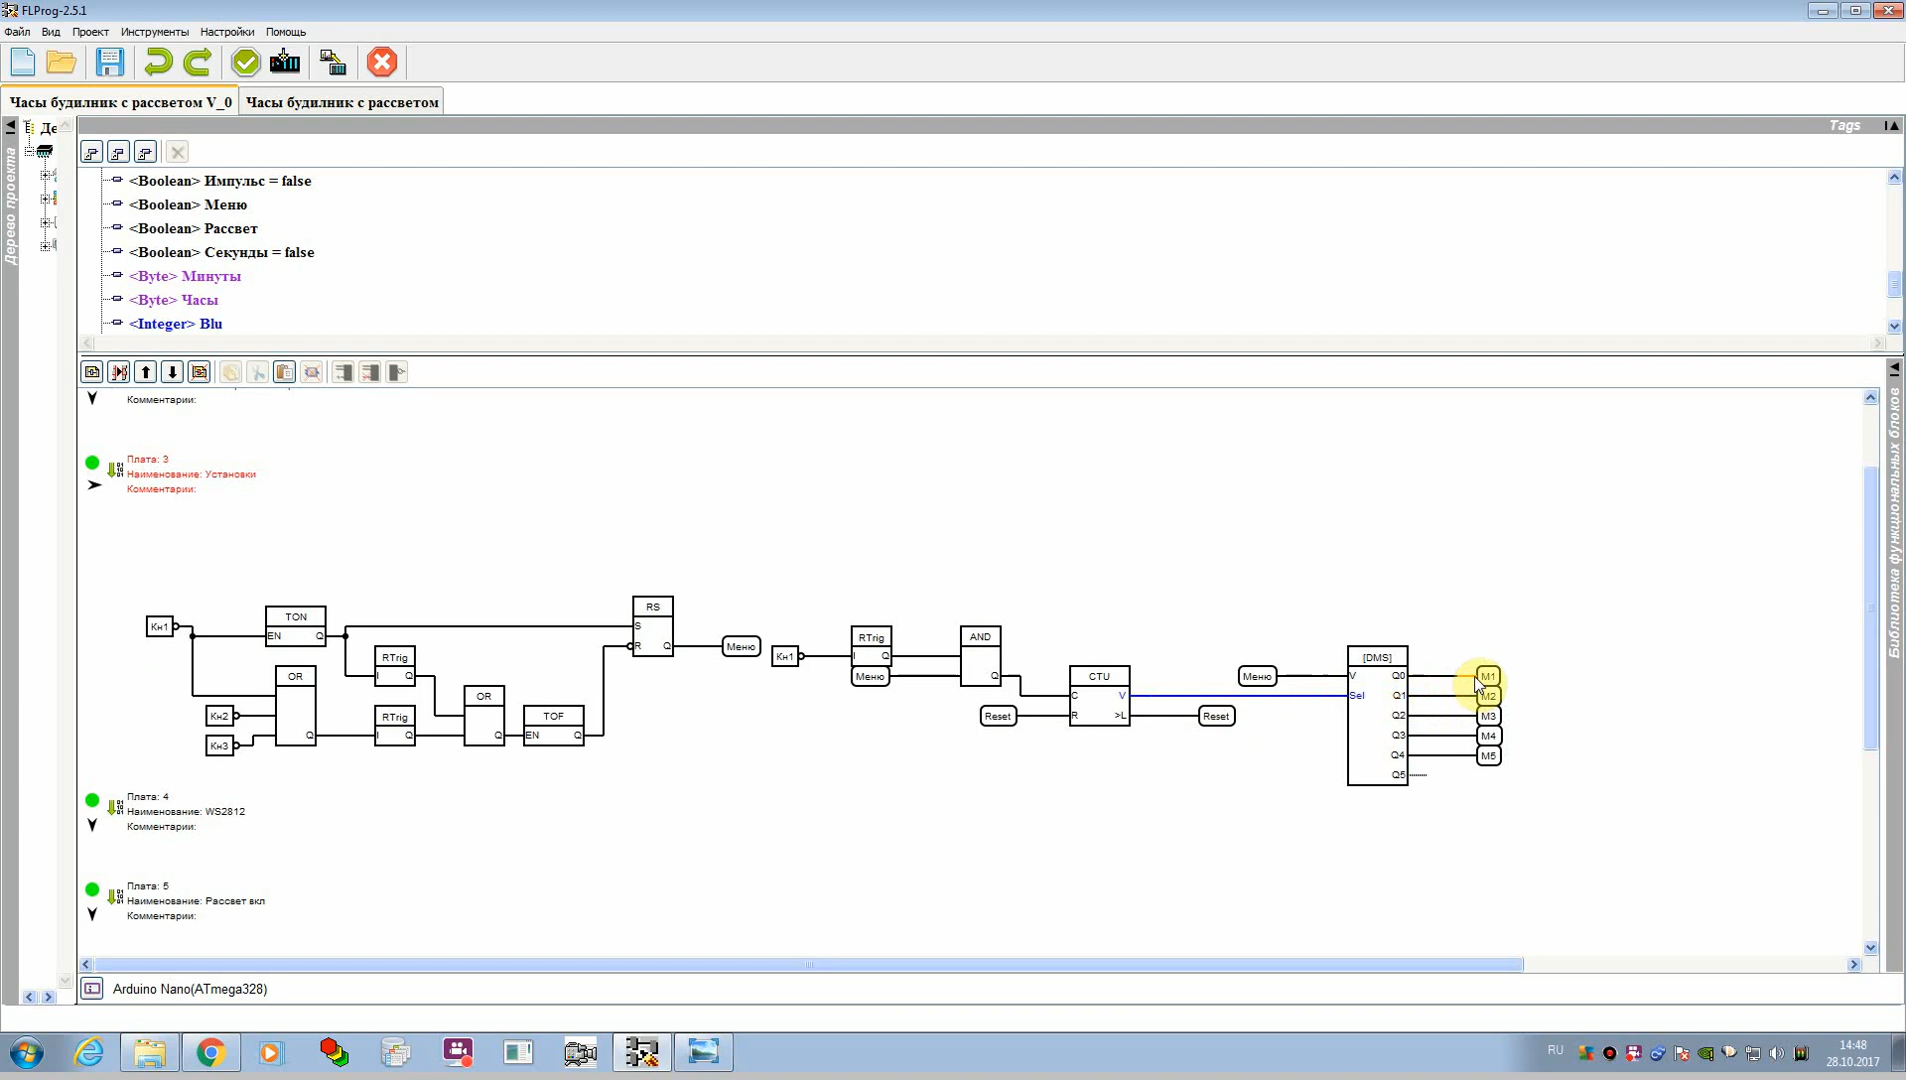 FLProg-2.5.1
Файл Вид Проект Инструменты Настройки Помощь
Часы будилник с рассветом V_0
Часы будилник с рассветом
Дерево проекта
Де
Tags
<Boolean> Импульс = false
<Boolean> Меню
<Boolean> Рассвет
<Boolean> Секунды = false
<Byte> Минуты
<Byte> Часы
<Integer> Blu
Библиотека функциональных блоков
Комментарии:
Плата: 3
Наименование: Установки
Комментарии:
Кн1
TON
EN Q
RTrig
I Q
OR
Q
Кн2
Кн3
RTrig
I Q
OR
Q
TOF
EN Q
RS
S
R Q
Меню
Кн1
RTrig
I Q
Меню
AND
Q
Reset
CTU
C V
R >L
Reset
Меню
[DMS]
V Q0
Sel Q1
Q2
Q3
Q4
Q5
M1
M2
M3
M4
M5
Плата: 4
Наименование: WS2812
Комментарии:
Плата: 5
Наименование: Рассвет вкл
Комментарии:
Arduino Nano(ATmega328)
RU
14:48
28.10.2017